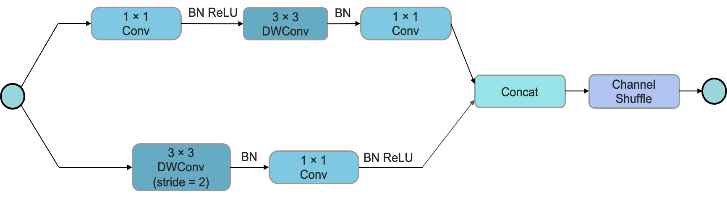 1 × 1
Conv
BN ReLU
3 × 3
DWConv
BN
1 × 1
Conv
Concat
Channel
Shuffle
3 × 3
DWConv
(stride = 2)
BN
1 × 1
Conv
BN ReLU